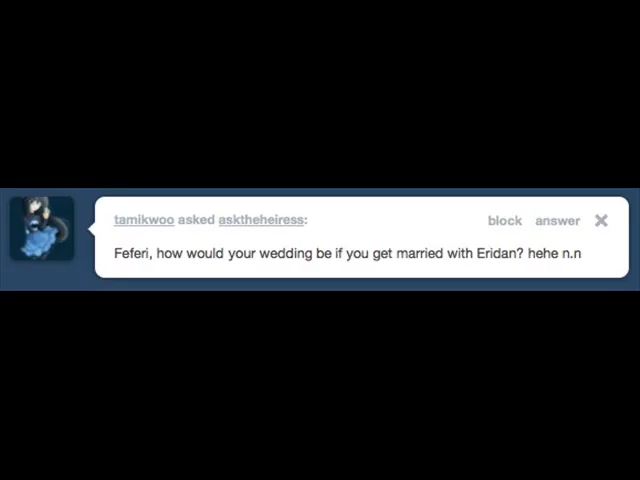 tamikwoo asked asktheheiress: block answer
Feferi, how would your wedding be if you get married with Eridan? hehe n.n